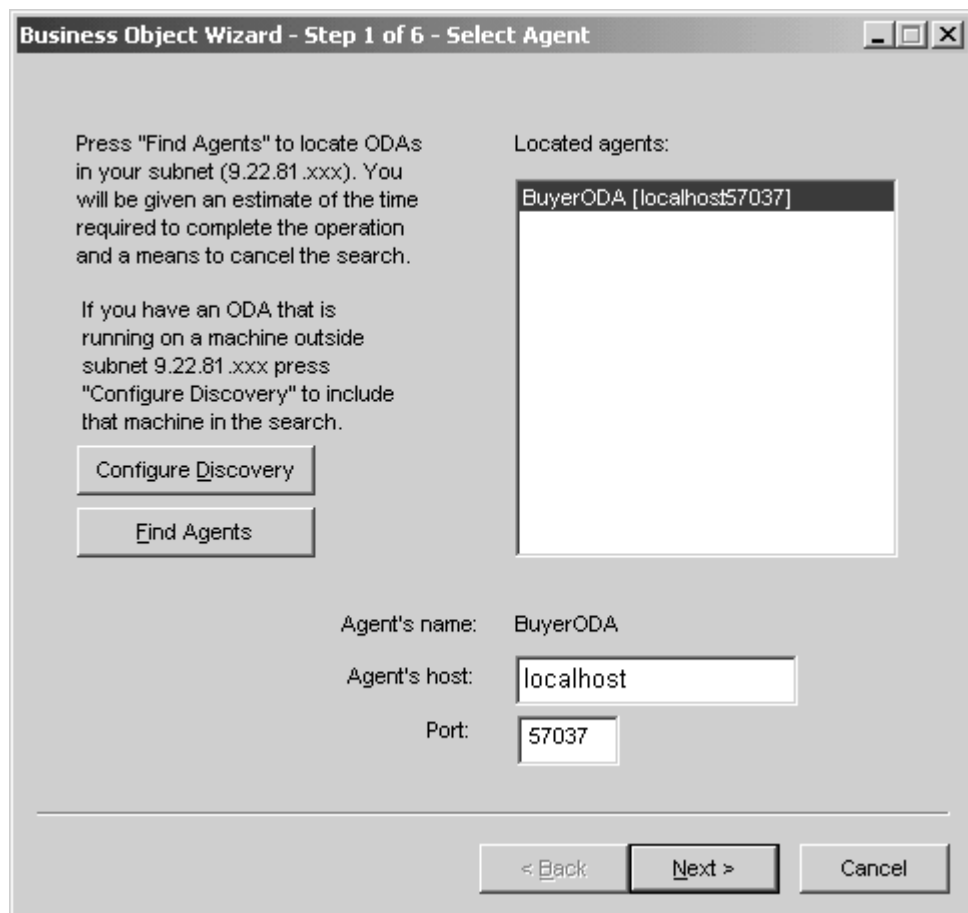 Business Object Wizard - Step 1 of 6 - Select Agent
Press "Find Agents" to locate ODAs
in your subnet (9.22.81.xxx). You
will be given an estimate of the time
required to complete the operation
and a means to cancel the search.
If you have an ODA that is
running on a machine outside
subnet 9.22.81.xxx press
"Configure Discovery" to include
that machine in the search.
Configure Discovery
Find Agents
Located agents:
BuyerODA [localhost:57037]
Agent's name: BuyerODA
Agent's host: localhost
Port: 57037
< Back Next > Cancel